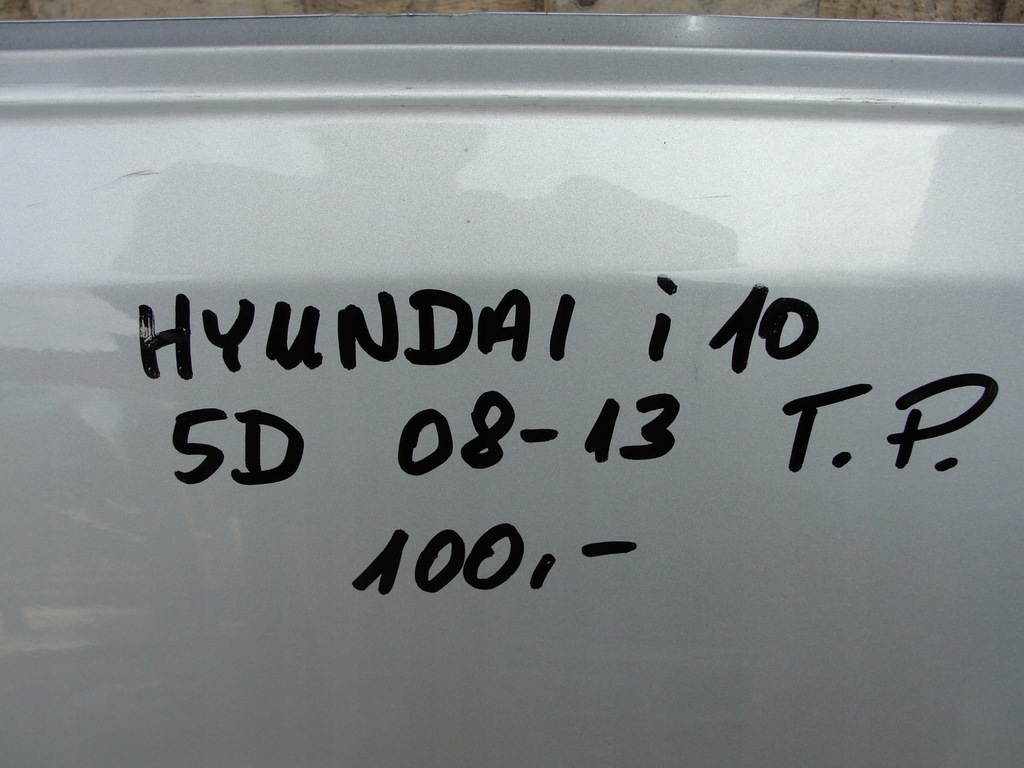 HYUNDAI i 10
5D 08-13 T.P.
100,-